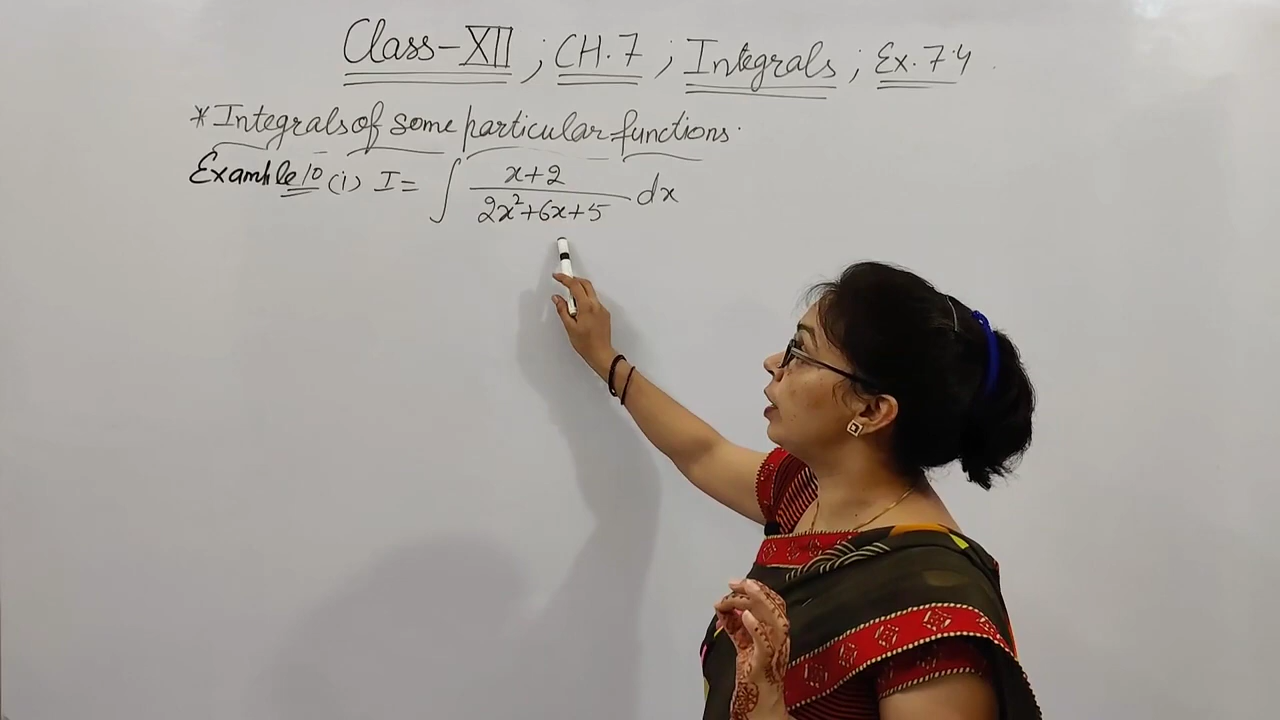 Class-XII ; CH.7 ; Integrals ; Ex. 7.4
*Integrals of some particular functions.
Example 10 (i) I = ∫ x+2 / 2x²+6x+5 dx